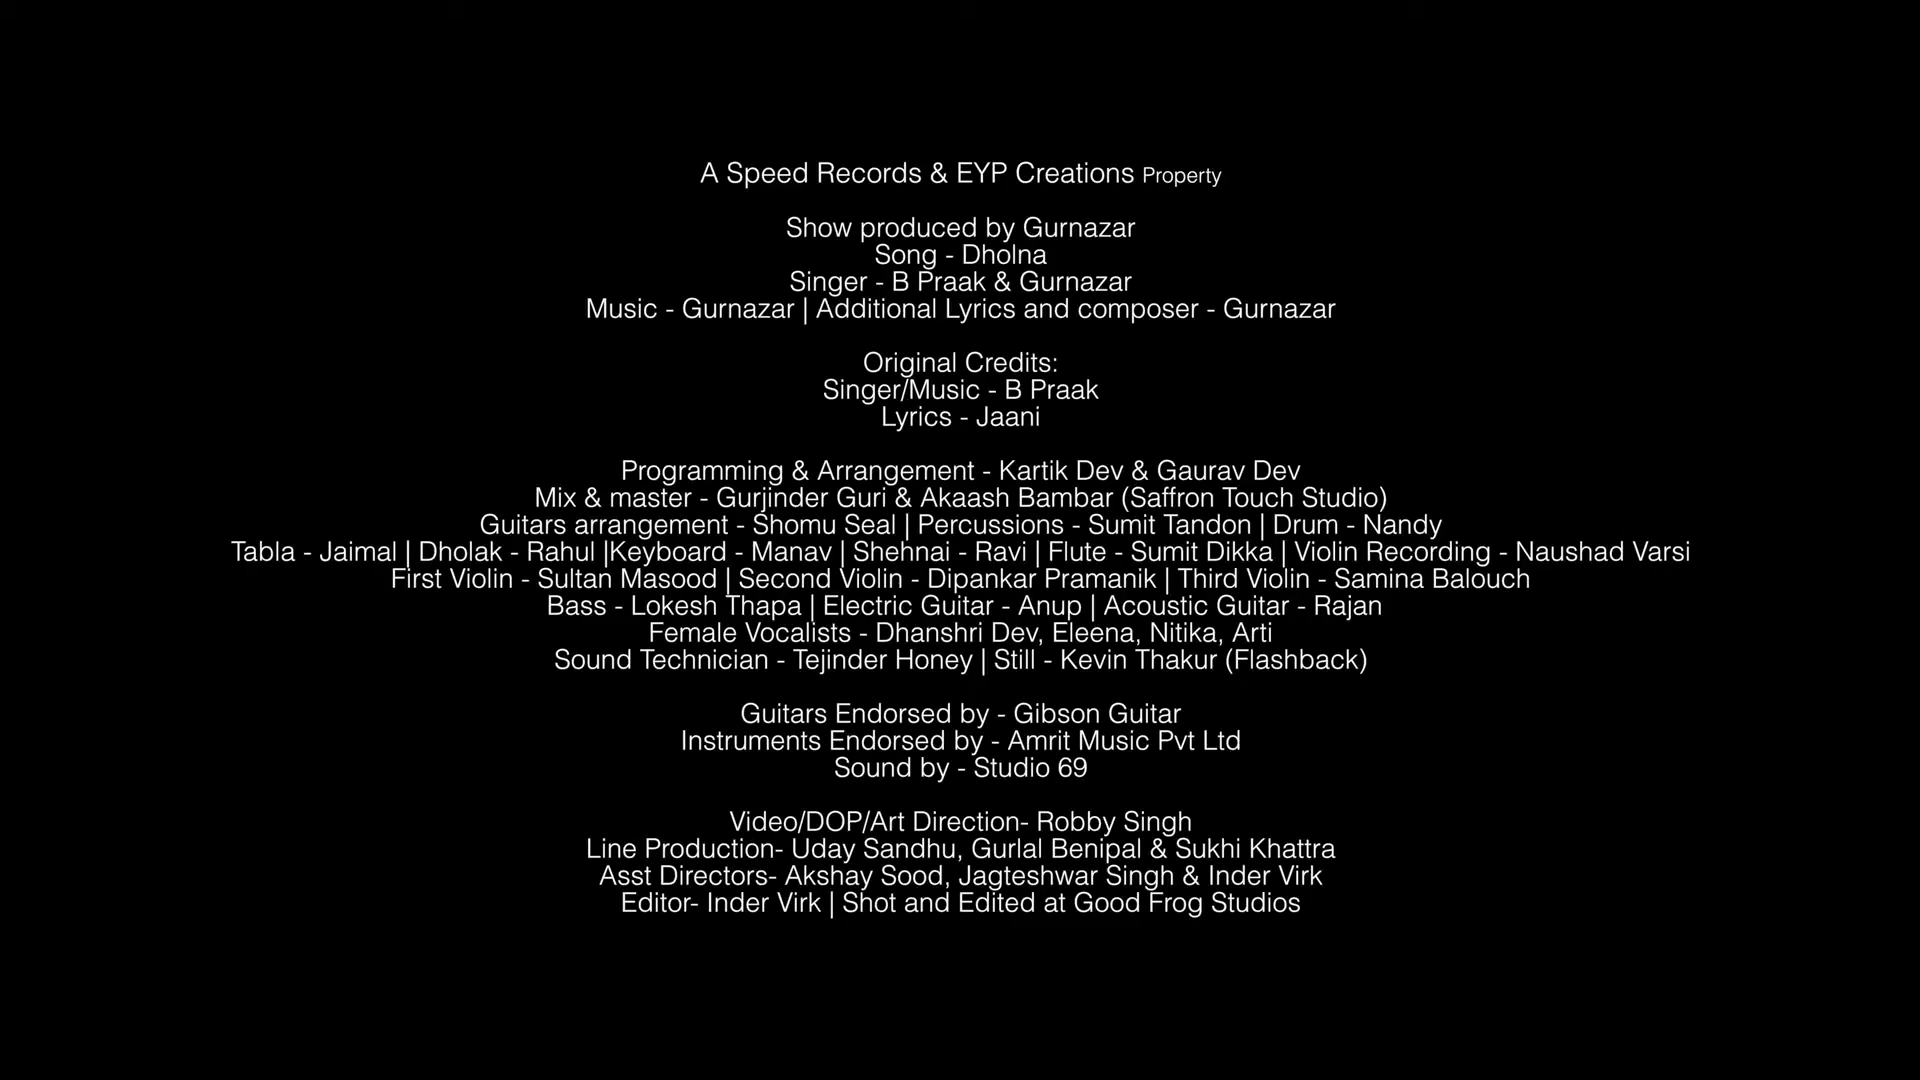 A Speed Records & EYP Creations Property
Show produced by Gurnazar
Song - Dholna
Singer - B Praak & Gurnazar
Music - Gurnazar | Additional Lyrics and composer - Gurnazar
Original Credits:
Singer/Music - B Praak
Lyrics - Jaani
Programming & Arrangement - Kartik Dev & Gaurav Dev
Mix & master - Gurjinder Guri & Akaash Bambar (Saffron Touch Studio)
Guitars arrangement - Shomu Seal | Percussions - Sumit Tandon | Drum - Nandy
Tabla - Jaimal | Dholak - Rahul |Keyboard - Manav | Shehnai - Ravi | Flute - Sumit Dikka | Violin Recording - Naushad Varsi
First Violin - Sultan Masood | Second Violin - Dipankar Pramanik | Third Violin - Samina Balouch
Bass - Lokesh Thapa | Electric Guitar - Anup | Acoustic Guitar - Rajan
Female Vocalists - Dhanshri Dev, Eleena, Nitika, Arti
Sound Technician - Tejinder Honey | Still - Kevin Thakur (Flashback)
Guitars Endorsed by - Gibson Guitar
Instruments Endorsed by - Amrit Music Pvt Ltd
Sound by - Studio 69
Video/DOP/Art Direction- Robby Singh
Line Production- Uday Sandhu, Gurlal Benipal & Sukhi Khattra
Asst Directors- Akshay Sood, Jagteshwar Singh & Inder Virk
Editor- Inder Virk | Shot and Edited at Good Frog Studios